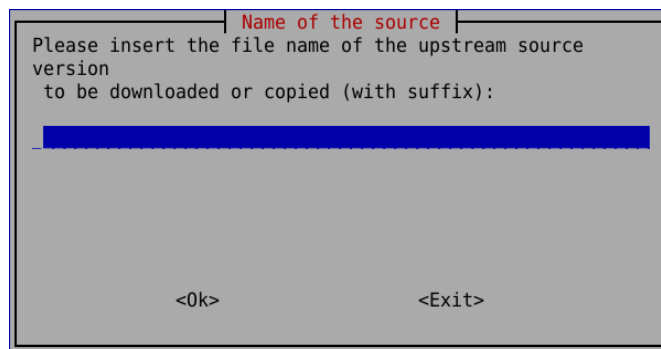 Name of the source
Please insert the file name of the upstream source
version
to be downloaded or copied (with suffix):
<Ok> <Exit>